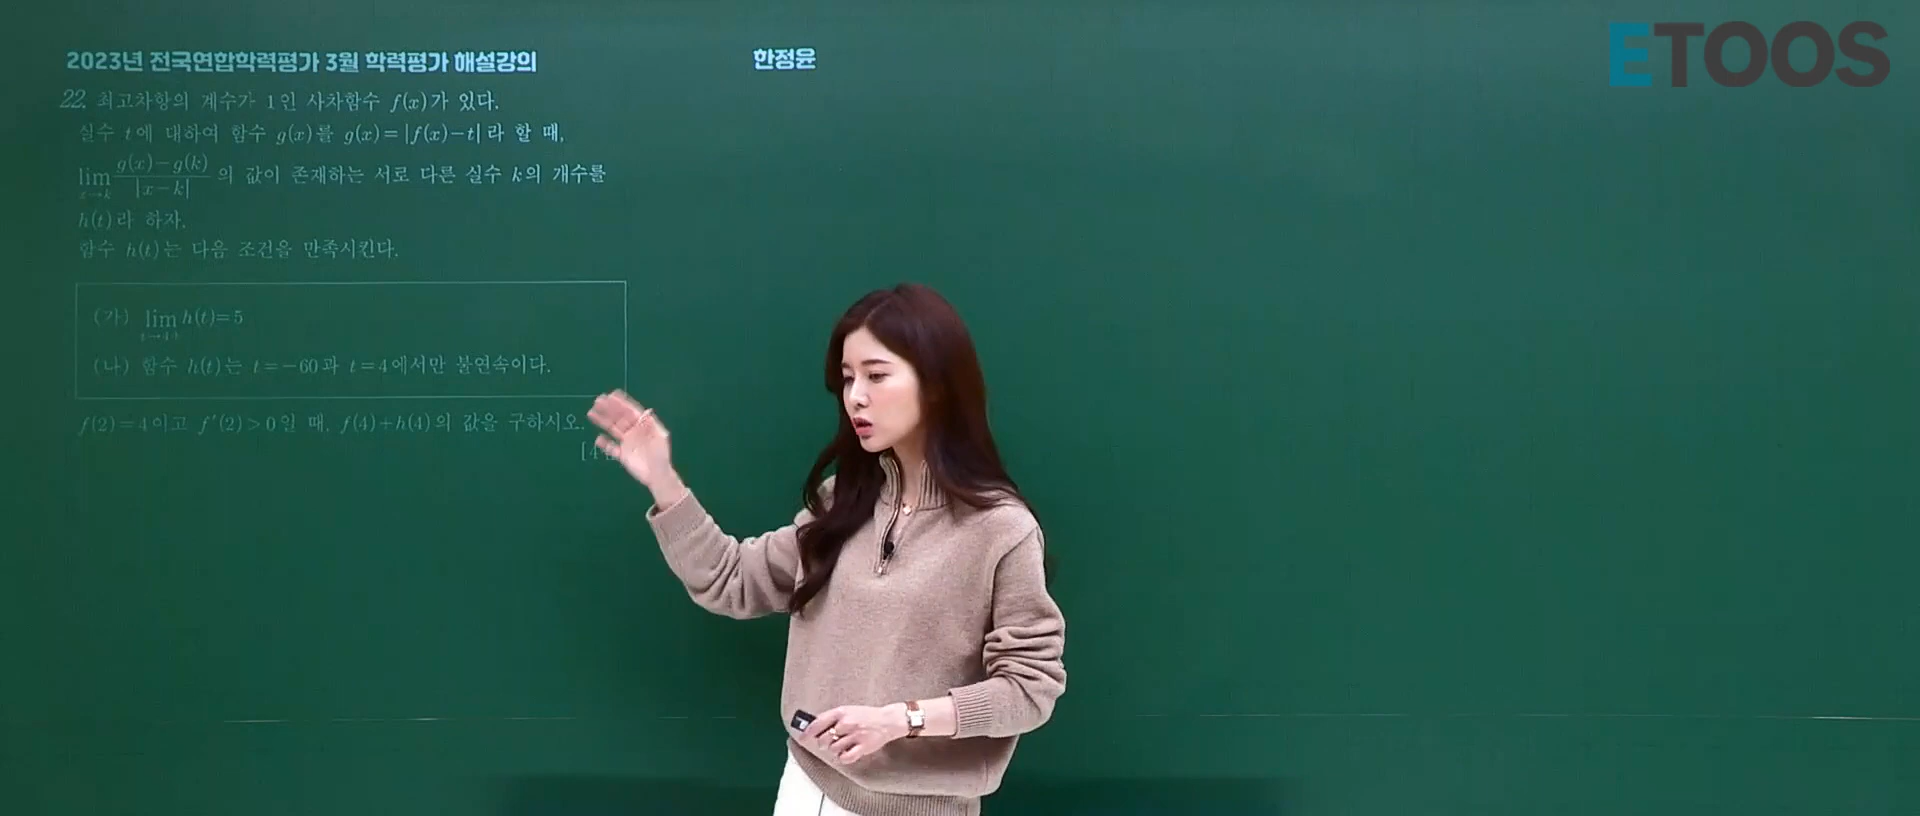 ETOOS
2023년 전국연합학력평가 3월 학력평가 해설강의
한정윤
22. 최고차항의 계수가 1인 사차함수 f(x)가 있다.
실수 t에 대하여 함수 g(x)를 g(x)=|f(x)-t|라 할 때,
lim x→k g(x)-g(k) / |x-k| 의 값이 존재하는 서로 다른 실수 k의 개수를
h(t)라 하자.
함수 h(t)는 다음 조건을 만족시킨다.
(가) lim h(t)=5
(나) 함수 h(t)는 t=-60과 t=4에서만 불연속이다.
f(2)=4이고 f′(2)>0일 때, f(4)+h(4)의 값을 구하시오.
[4